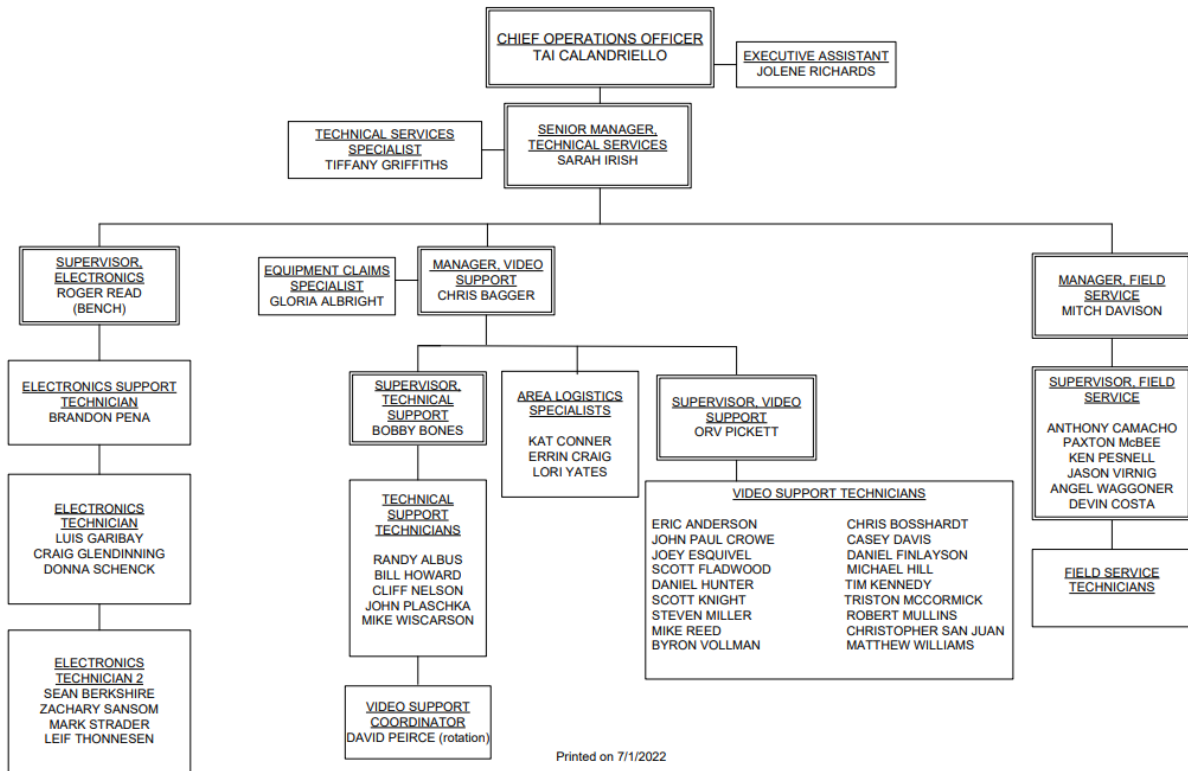 CHIEF OPERATIONS OFFICER
TAI CALANDRIELLO
EXECUTIVE ASSISTANT
JOLENE RICHARDS
TECHNICAL SERVICES
SPECIALIST
TIFFANY GRIFFITHS
SENIOR MANAGER,
TECHNICAL SERVICES
SARAH IRISH
SUPERVISOR,
ELECTRONICS
ROGER READ
(BENCH)
EQUIPMENT CLAIMS
SPECIALIST
GLORIA ALBRIGHT
MANAGER, VIDEO
SUPPORT
CHRIS BAGGER
MANAGER, FIELD
SERVICE
MITCH DAVISON
ELECTRONICS SUPPORT
TECHNICIAN
BRANDON PENA
SUPERVISOR,
TECHNICAL
SUPPORT
BOBBY BONES
AREA LOGISTICS
SPECIALISTS
KAT CONNER
ERRIN CRAIG
LORI YATES
SUPERVISOR, VIDEO
SUPPORT
ORV PICKETT
SUPERVISOR, FIELD
SERVICE
ANTHONY CAMACHO
PAXTON McBEE
KEN PESNELL
JASON VIRNIG
ANGEL WAGGONER
DEVIN COSTA
ELECTRONICS
TECHNICIAN
LUIS GARIBAY
CRAIG GLENDINNING
DONNA SCHENCK
TECHNICAL
SUPPORT
TECHNICIANS
RANDY ALBUS
BILL HOWARD
CLIFF NELSON
JOHN PLASCHKA
MIKE WISCARSON
VIDEO SUPPORT TECHNICIANS
ERIC ANDERSON
JOHN PAUL CROWE
JOEY ESQUIVEL
SCOTT FLADWOOD
DANIEL HUNTER
SCOTT KNIGHT
STEVEN MILLER
MIKE REED
BYRON VOLLMAN
CHRIS BOSSHARDT
CASEY DAVIS
DANIEL FINLAYSON
MICHAEL HILL
TIM KENNEDY
TRISTON MCCORMICK
ROBERT MULLINS
CHRISTOPHER SAN JUAN
MATTHEW WILLIAMS
FIELD SERVICE
TECHNICIANS
ELECTRONICS
TECHNICIAN 2
SEAN BERKSHIRE
ZACHARY SANSOM
MARK STRADER
LEIF THONNESEN
VIDEO SUPPORT
COORDINATOR
DAVID PEIRCE (rotation)
Printed on 7/1/2022